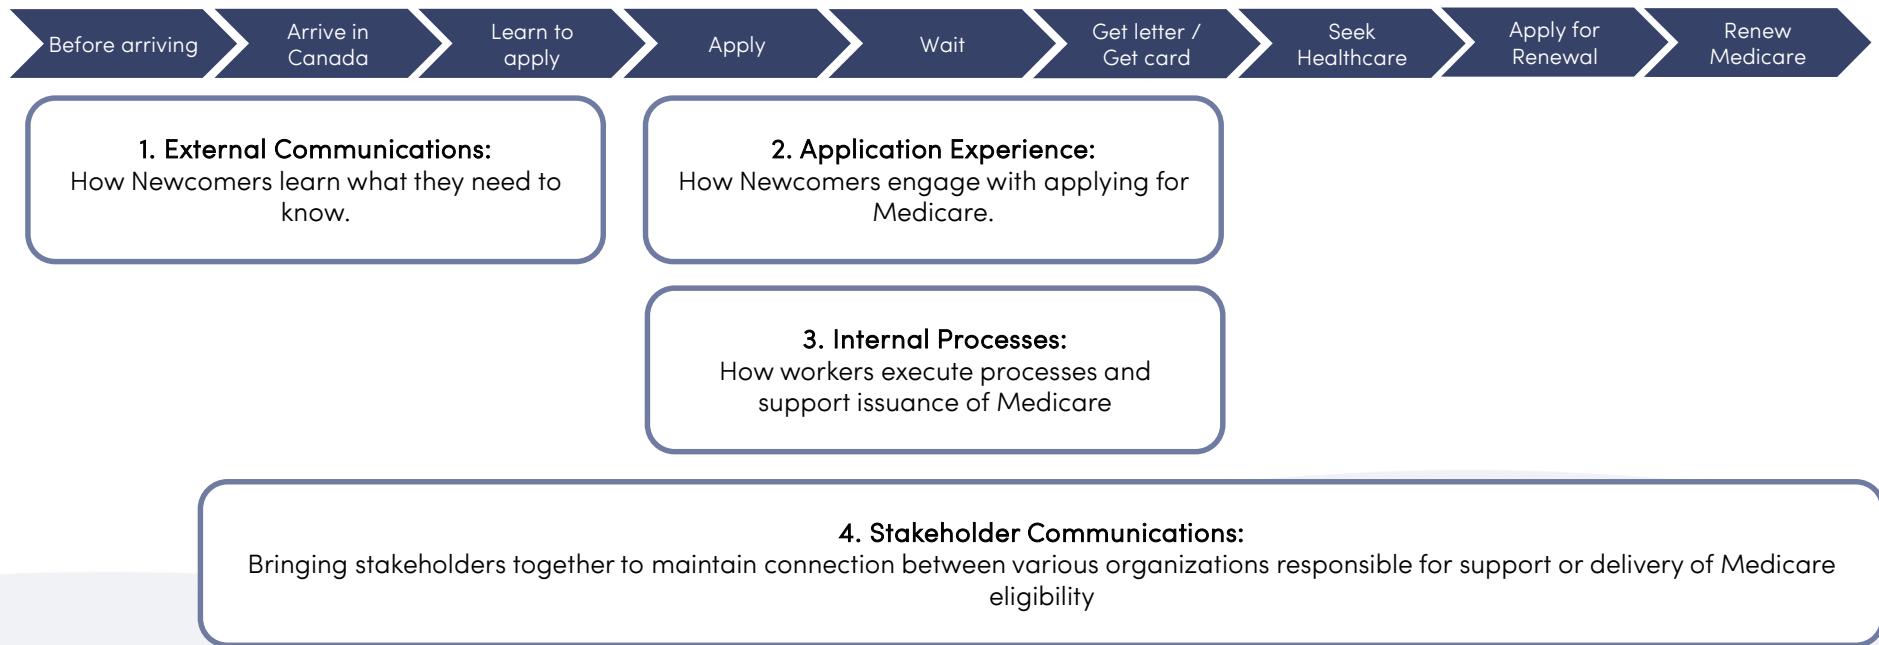 Before arriving
Arrive in
Canada
Learn to
apply
Apply
Wait
Get letter /
Get card
Seek
Healthcare
Apply for
Renewal
Renew
Medicare
1. External Communications:
How Newcomers learn what they need to
know.
2. Application Experience:
How Newcomers engage with applying for
Medicare.
3. Internal Processes:
How workers execute processes and
support issuance of Medicare
4. Stakeholder Communications:
Bringing stakeholders together to maintain connection between various organizations responsible for support or delivery of Medicare
eligibility